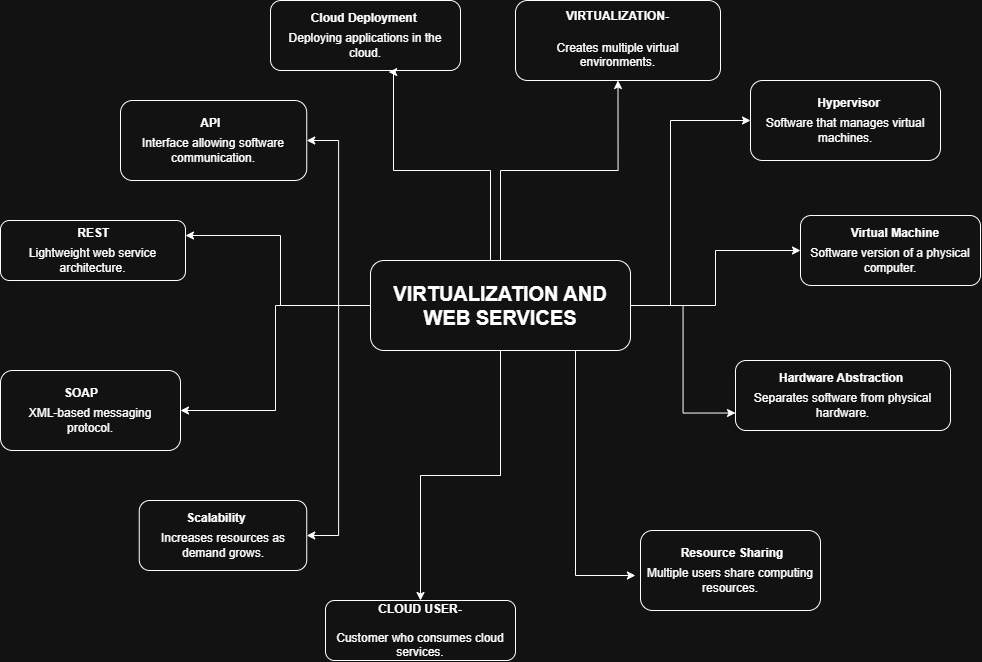 Cloud Deployment
Deploying applications in the
cloud.
VIRTUALIZATION-
Creates multiple virtual
environments.
Hypervisor
Software that manages virtual
machines.
API
Interface allowing software
communication.
REST
Lightweight web service
architecture.
Virtual Machine
Software version of a physical
computer.
VIRTUALIZATION AND
WEB SERVICES
SOAP
XML-based messaging
protocol.
Hardware Abstraction
Separates software from physical
hardware.
Scalability
Increases resources as
demand grows.
Resource Sharing
Multiple users share computing
resources.
CLOUD USER-
Customer who consumes cloud
services.